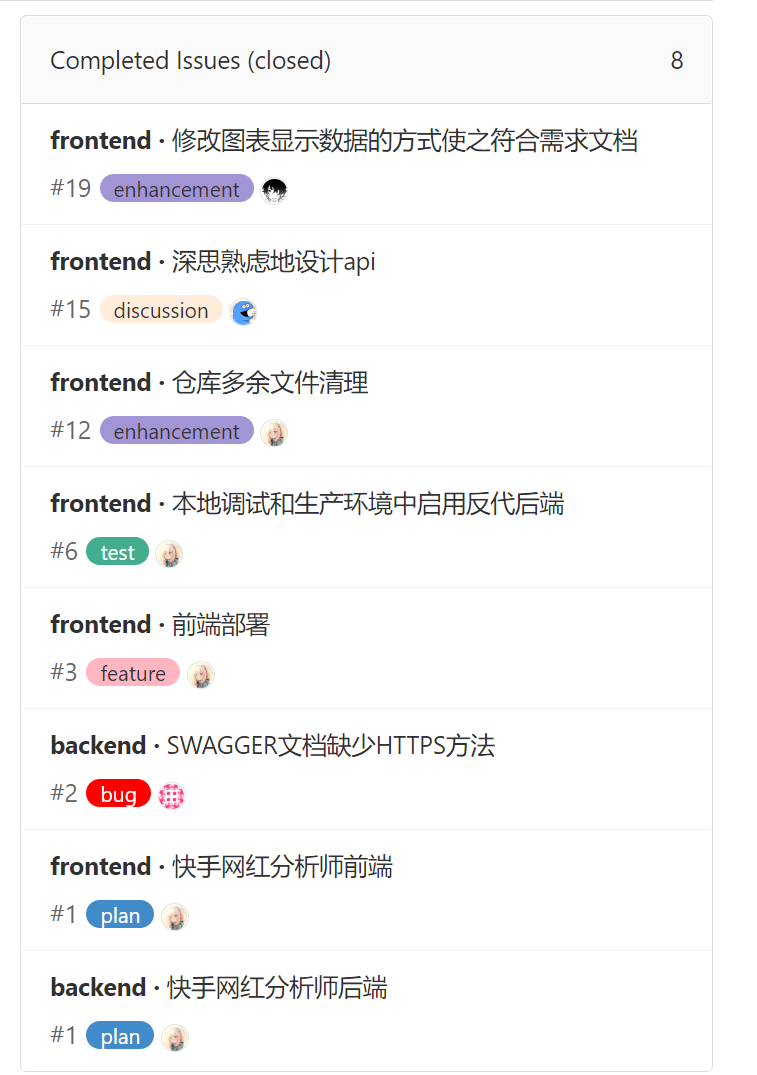 Completed Issues (closed) 8
frontend · 修改图表显示数据的方式使之符合需求文档
#19 enhancement
frontend · 深思熟虑地设计api
#15 discussion
frontend · 仓库多余文件清理
#12 enhancement
frontend · 本地调试和生产环境中启用反代后端
#6 test
frontend · 前端部署
#3 feature
backend · SWAGGER文档缺少HTTPS方法
#2 bug
frontend · 快手网红分析师前端
#1 plan
backend · 快手网红分析师后端
#1 plan